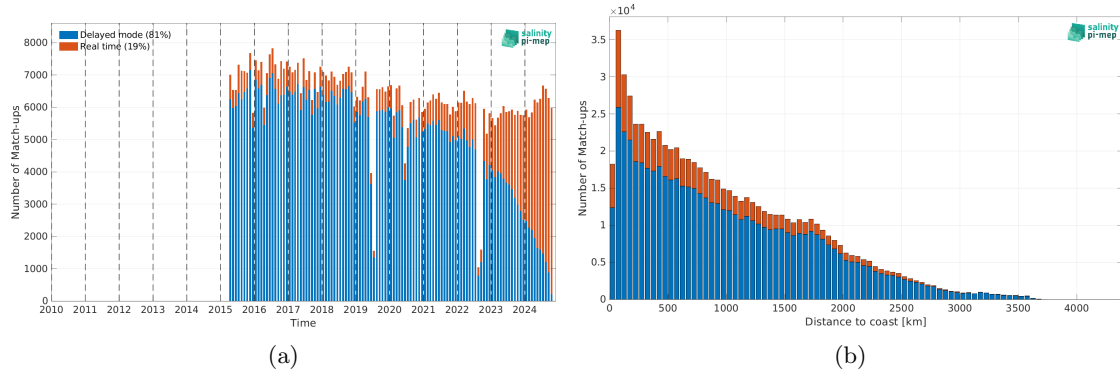 Delayed mode (81%)
Real time (19%)
salinity
pi-mep
Number of Match-ups
8000
7000
6000
5000
4000
3000
2000
1000
0
2010 2011 2012 2013 2014 2015 2016 2017 2018 2019 2020 2021 2022 2023 2024
Time
(a)
×10⁴
salinity
pi-mep
Number of Match-ups
3.5
3
2.5
2
1.5
1
0.5
0
0 500 1000 1500 2000 2500 3000 3500 4000
Distance to coast [km]
(b)